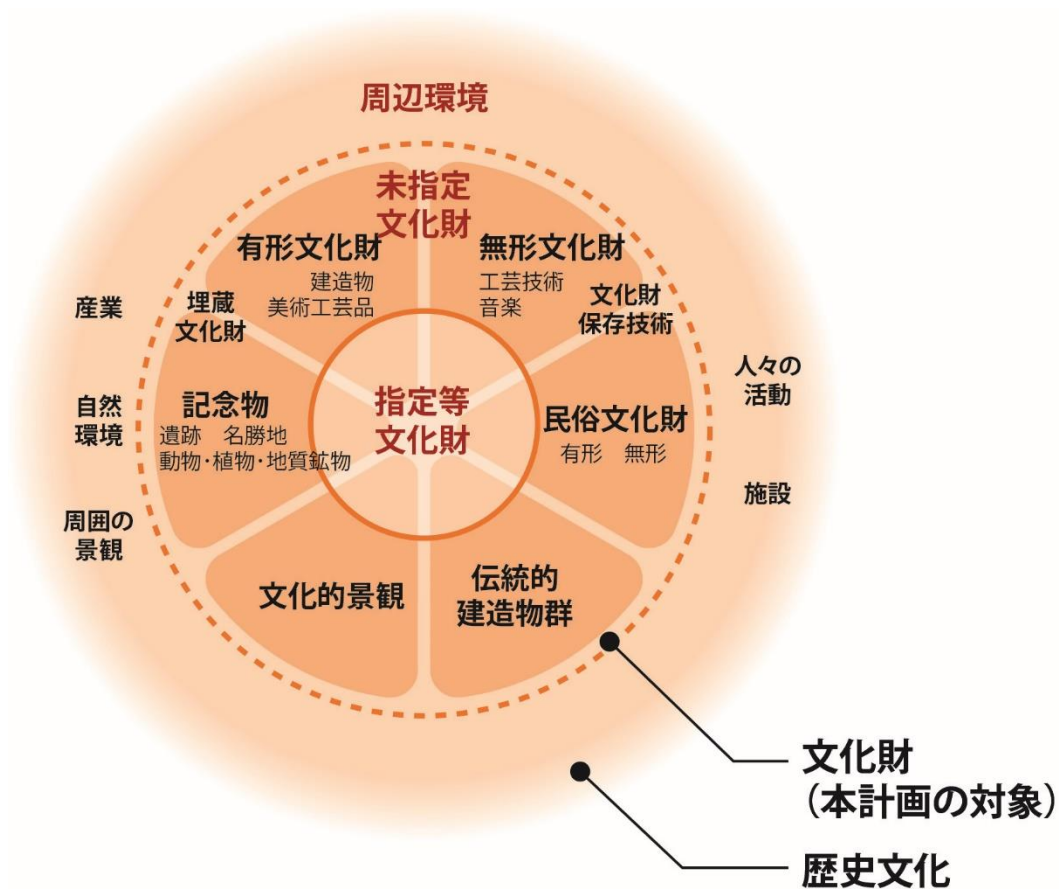 周辺環境
未指定
文化財
有形文化財
建造物
美術工芸品
無形文化財
工芸技術
音楽
埋蔵
文化財
文化財
保存技術
産業
自然
環境
周囲の
景観
記念物
遺跡　名勝地
動物・植物・地質鉱物
指定等
文化財
民俗文化財
有形　無形
人々の
活動
施設
文化的景観
伝統的
建造物群
文化財
（本計画の対象）
歴史文化